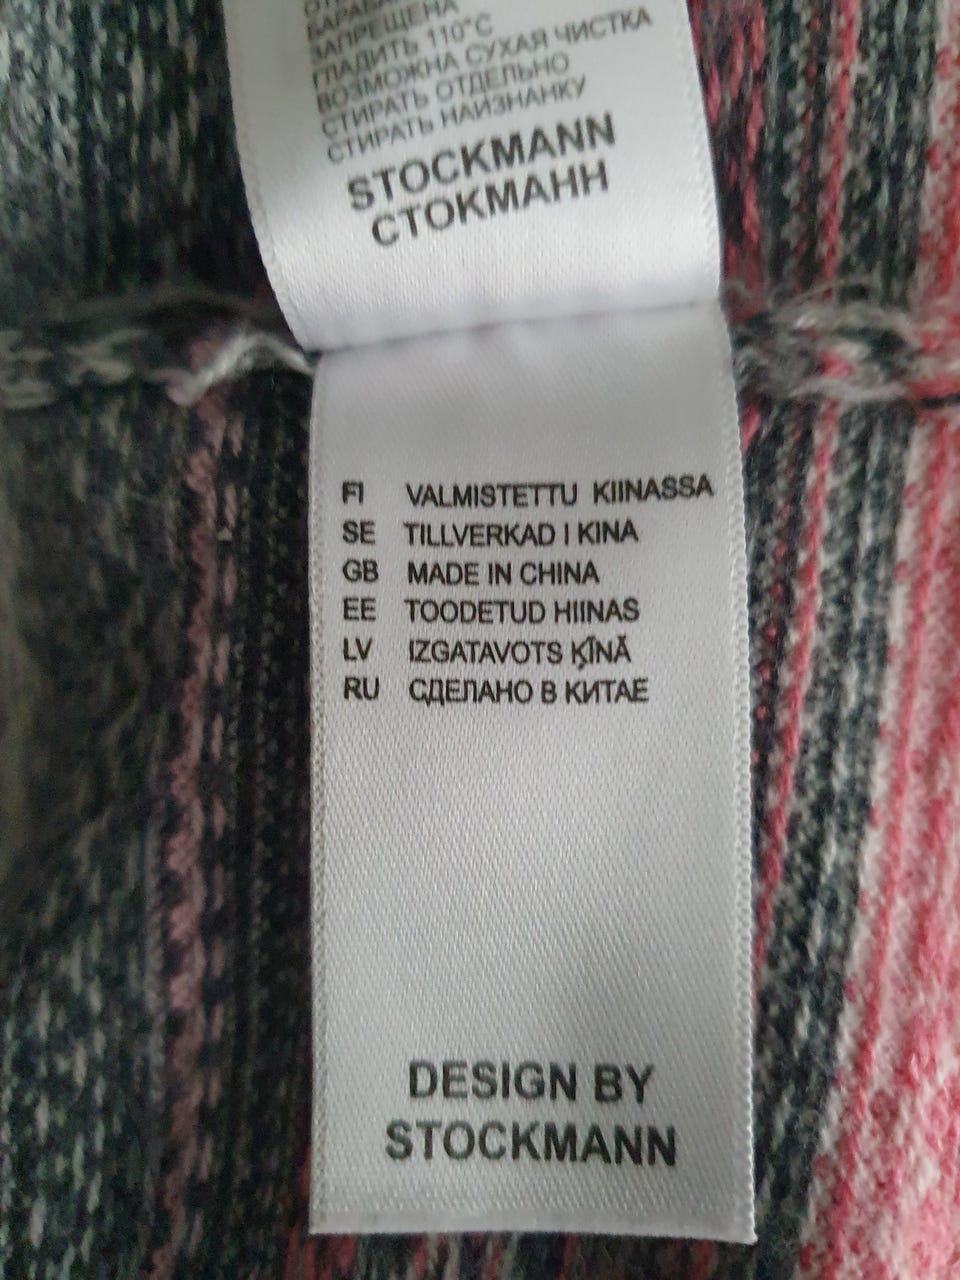 ЗАПРЕЩЕНА
ГЛАДИТЬ 110°C
ВОЗМОЖНА СУХАЯ ЧИСТКА
СТИРАТЬ ОТДЕЛЬНО
СТИРАТЬ НАИЗНАНКУ
STOCKMANN
СТОКМАНН
FI VALMISTETTU KIINASSA
SE TILLVERKAD I KINA
GB MADE IN CHINA
EE TOODETUD HIINAS
LV IZGATAVOTS ĶĪNĀ
RU СДЕЛАНО В КИТАЕ
DESIGN BY
STOCKMANN